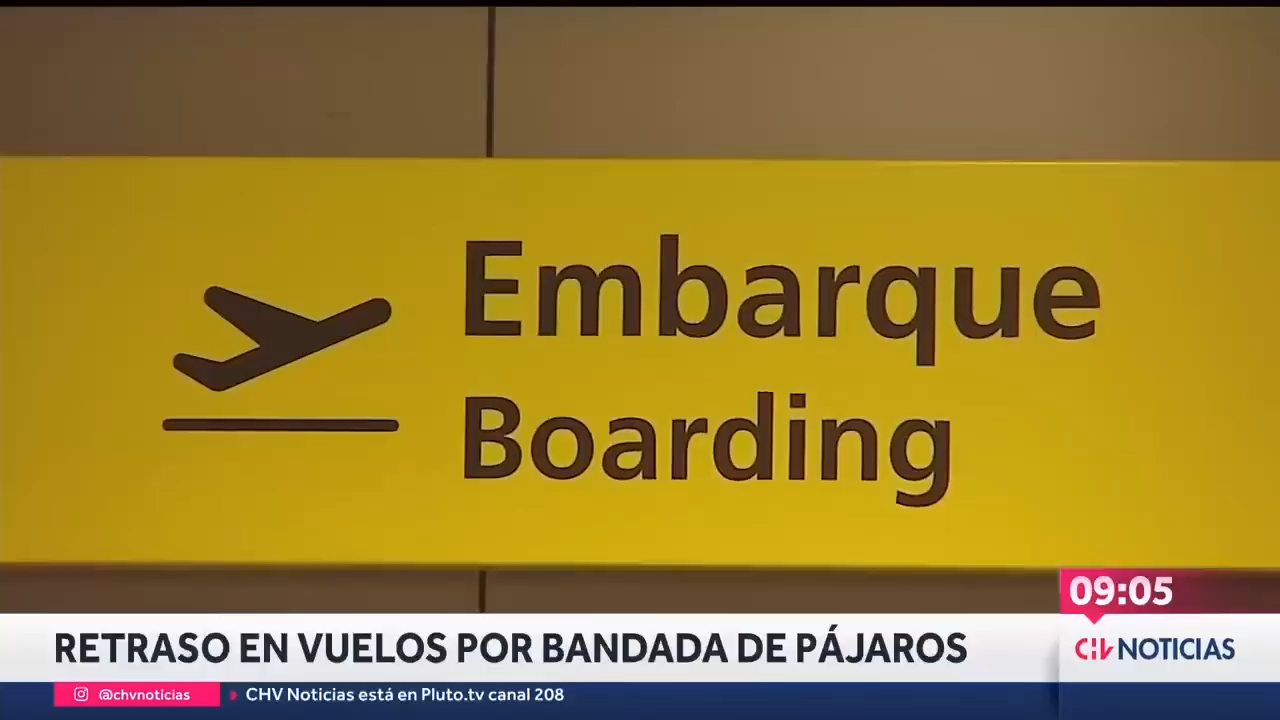 Embarque
Boarding
09:05
RETRASO EN VUELOS POR BANDADA DE PÁJAROS
CHV NOTICIAS
@chvnoticias
CHV Noticias está en Pluto.tv canal 208